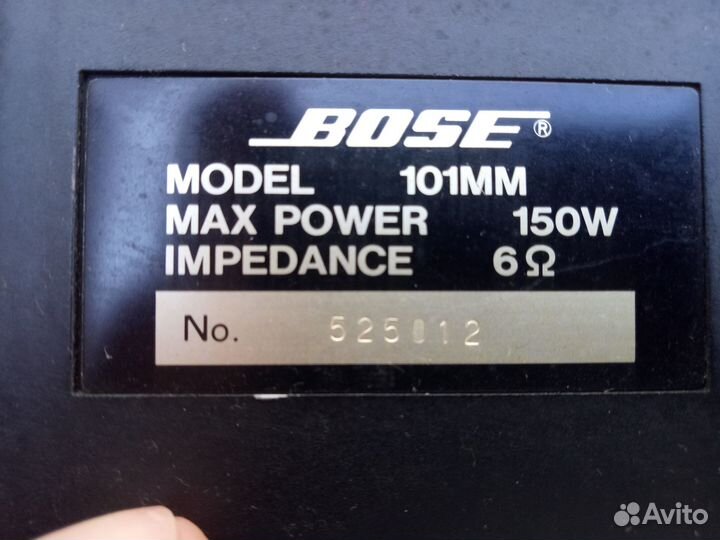 BOSE®
MODEL 101MM
MAX POWER 150W
IMPEDANCE 6Ω
No. 525012
Avito